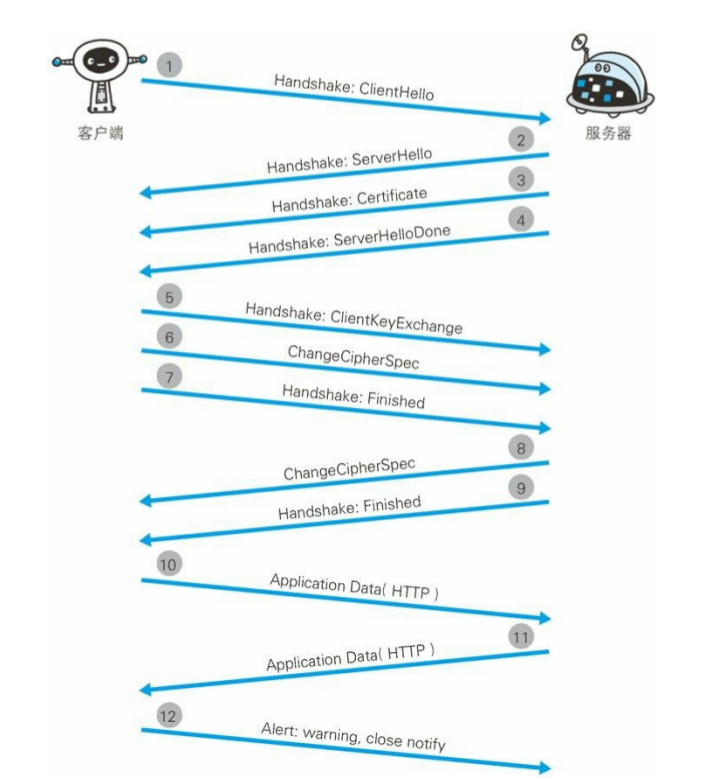 1
Handshake: ClientHello
客户端
服务器
2
Handshake: ServerHello
3
Handshake: Certificate
4
Handshake: ServerHelloDone
5
Handshake: ClientKeyExchange
6
ChangeCipherSpec
7
Handshake: Finished
8
ChangeCipherSpec
9
Handshake: Finished
10
Application Data( HTTP )
11
Application Data( HTTP )
12
Alert: warning, close notify